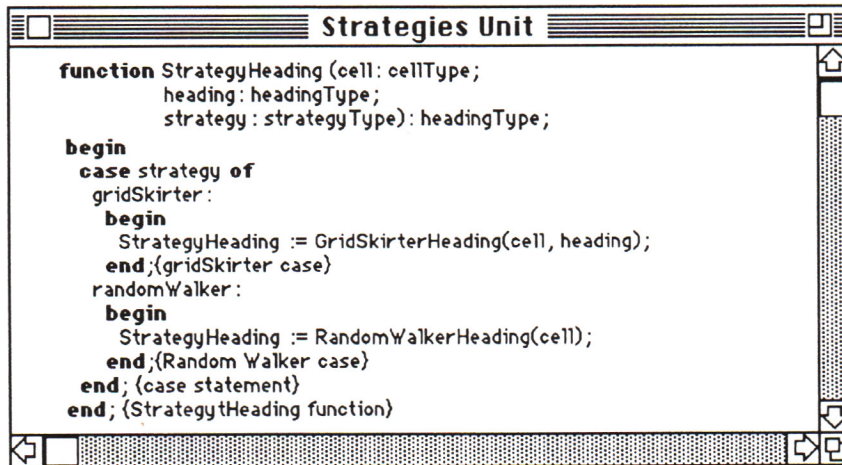 Strategies Unit
function StrategyHeading (cell: cellType;
heading: headingType;
strategy: strategyType): headingType;
begin
case strategy of
gridSkirter:
begin
StrategyHeading := GridSkirterHeading(cell, heading);
end;{gridSkirter case}
randomWalker:
begin
StrategyHeading := RandomWalkerHeading(cell);
end;{Random Walker case}
end; {case statement}
end; {StrategytHeading function}